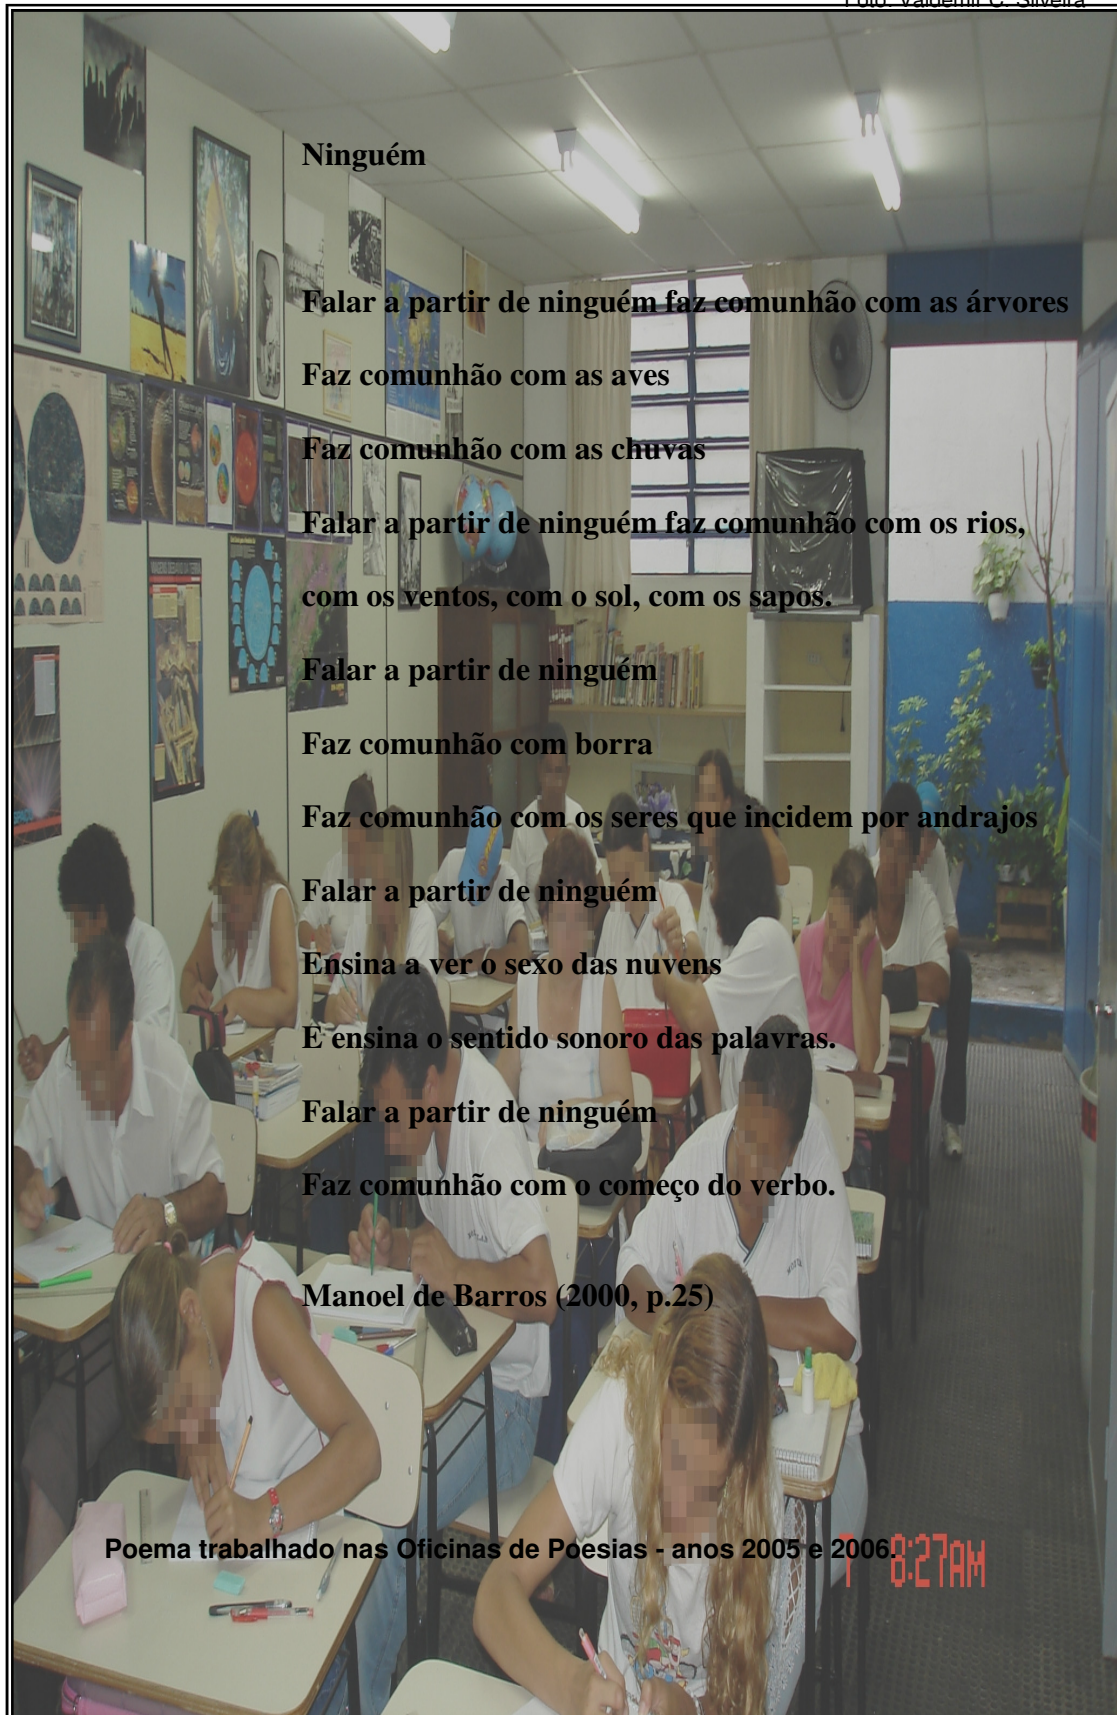 Foto: Valdemir C. Silveira
Ninguém
Falar a partir de ninguém faz comunhão com as árvores
Faz comunhão com as aves
Faz comunhão com as chuvas
Falar a partir de ninguém faz comunhão com os rios,
com os ventos, com o sol, com os sapos.
Falar a partir de ninguém
Faz comunhão com borra
Faz comunhão com os seres que incidem por andrajos
Falar a partir de ninguém
Ensina a ver o sexo das nuvens
E ensina o sentido sonoro das palavras.
Falar a partir de ninguém
Faz comunhão com o começo do verbo.
Manoel de Barros (2000, p.25)
Poema trabalhado nas Oficinas de Poesias - anos 2005 e 2006.
7 8:27AM